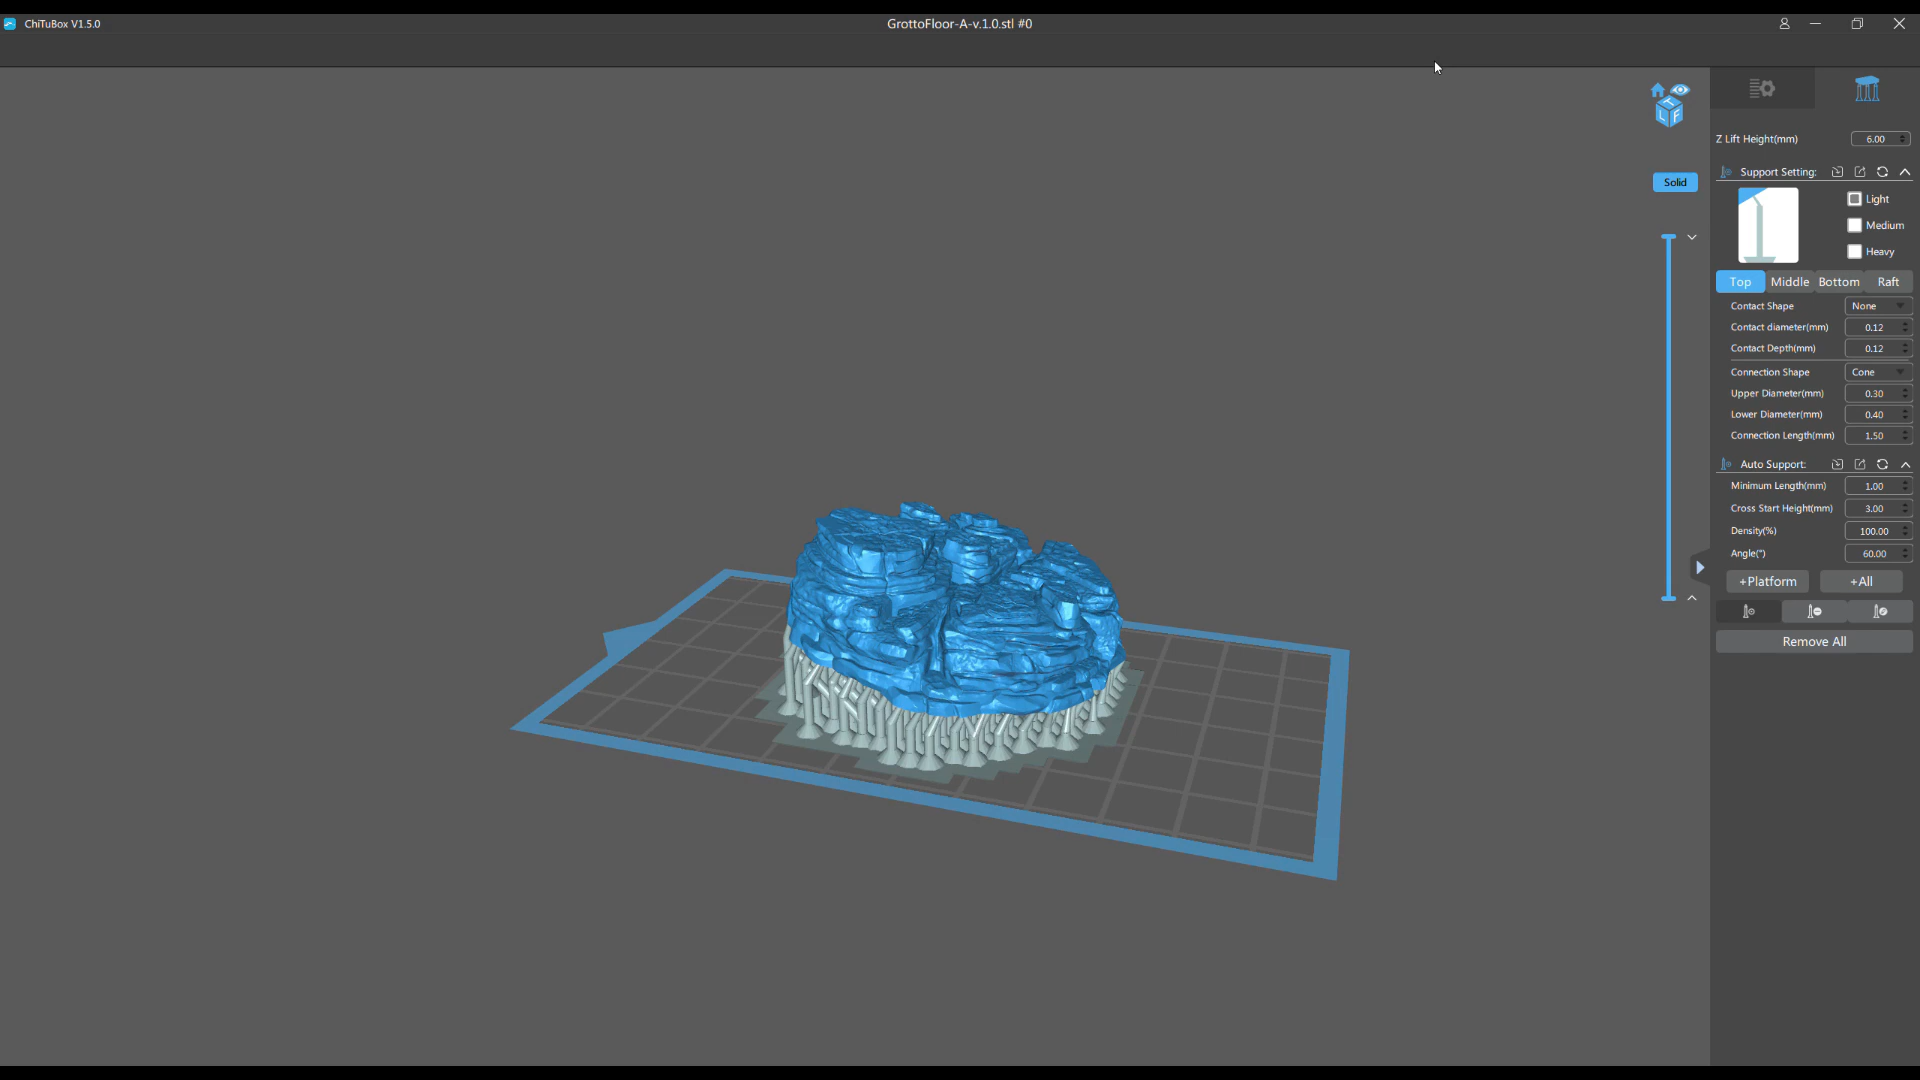 ChiTuBox V1.5.0
GrottoFloor-A-v.1.0.stl #0
T
L F
Solid
Z Lift Height(mm) 6.00
Support Setting:
Light
Medium
Heavy
Top Middle Bottom Raft
Contact Shape None
Contact diameter(mm) 0.12
Contact Depth(mm) 0.12
Connection Shape Cone
Upper Diameter(mm) 0.30
Lower Diameter(mm) 0.40
Connection Length(mm) 1.50
Auto Support:
Minimum Length(mm) 1.00
Cross Start Height(mm) 3.00
Density(%) 100.00
Angle(°) 60.00
+Platform +All
Remove All